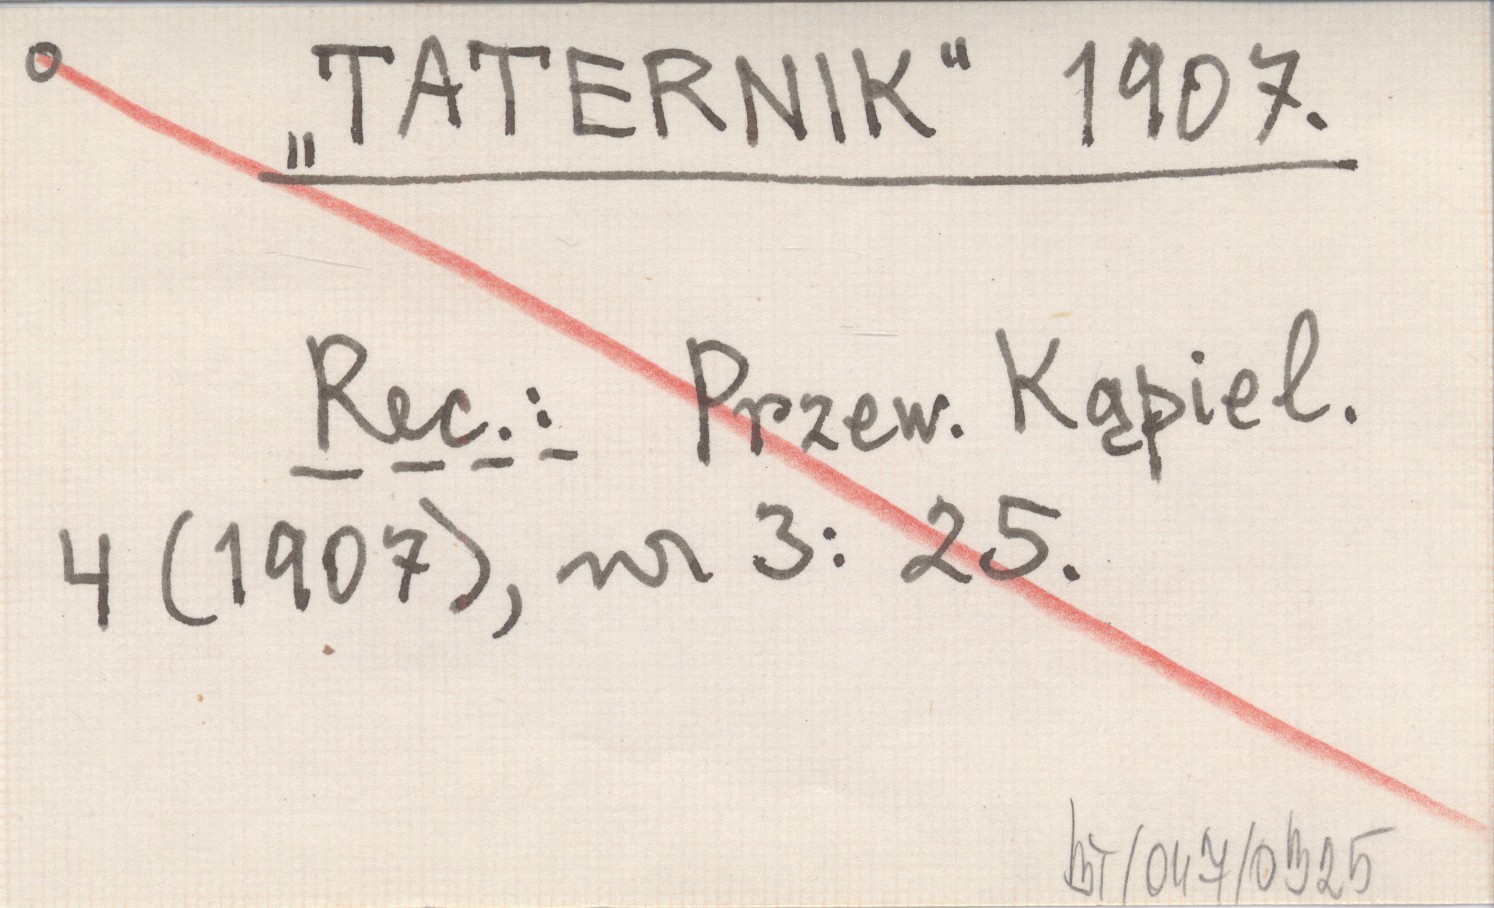 o „TATERNIK“ 1907.
Rec.: Przew. Kąpiel.
4 (1907), nr 3: 25.
BT/047/0325